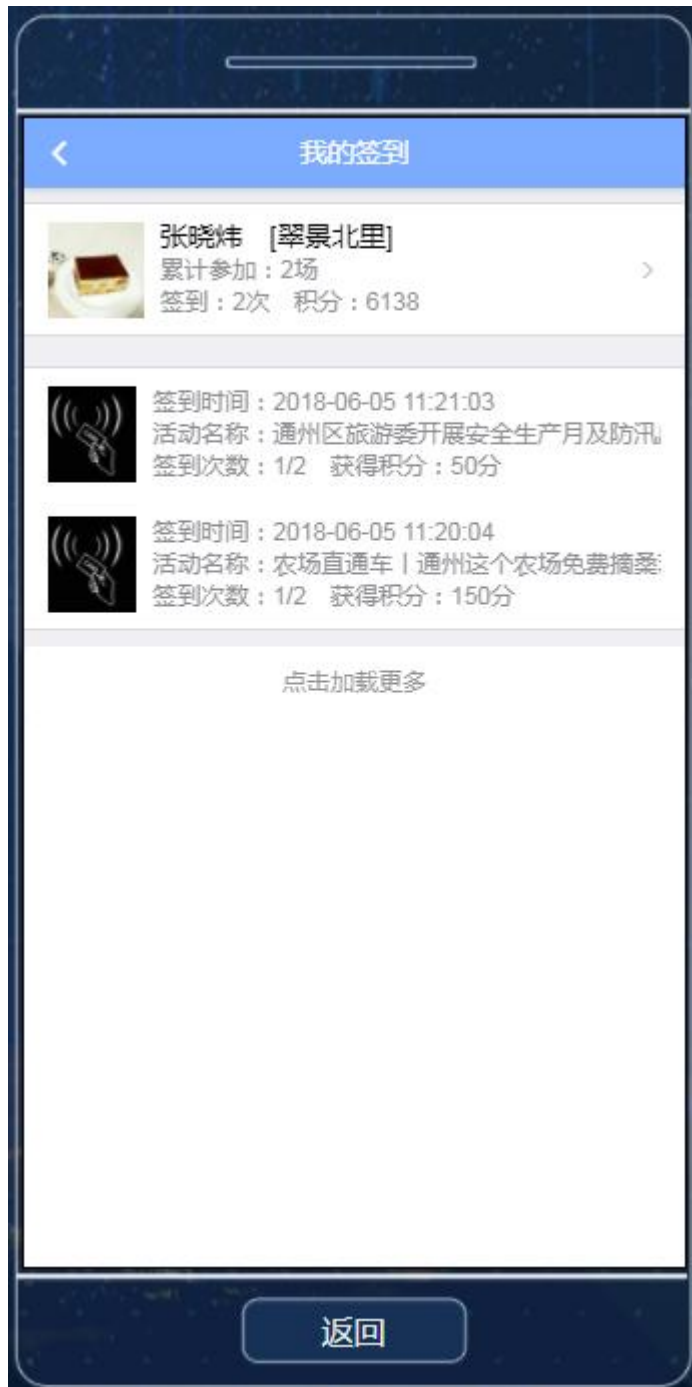 我的签到
张晓炜 [翠景北里]
累计参加：2场
签到：2次 积分：6138
签到时间：2018-06-05 11:21:03
活动名称：通州区旅游委开展安全生产月及防汛
签到次数：1/2 获得积分：50分
签到时间：2018-06-05 11:20:04
活动名称：农场直通车丨通州这个农场免费摘桑
签到次数：1/2 获得积分：150分
点击加载更多
返回